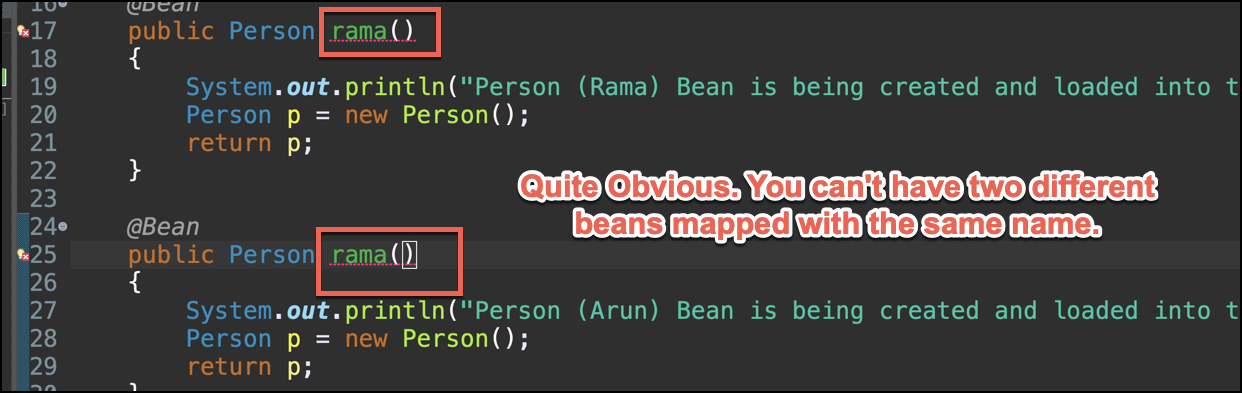 16 @Bean
17 public Person rama()
18 {
19 System.out.println("Person (Rama) Bean is being created and loaded into t
20 Person p = new Person();
21 return p;
22 }
23
Quite Obvious. You can't have two different
beans mapped with the same name.
24 @Bean
25 public Person rama()
26 {
27 System.out.println("Person (Arun) Bean is being created and loaded into t
28 Person p = new Person();
29 return p;
30 }